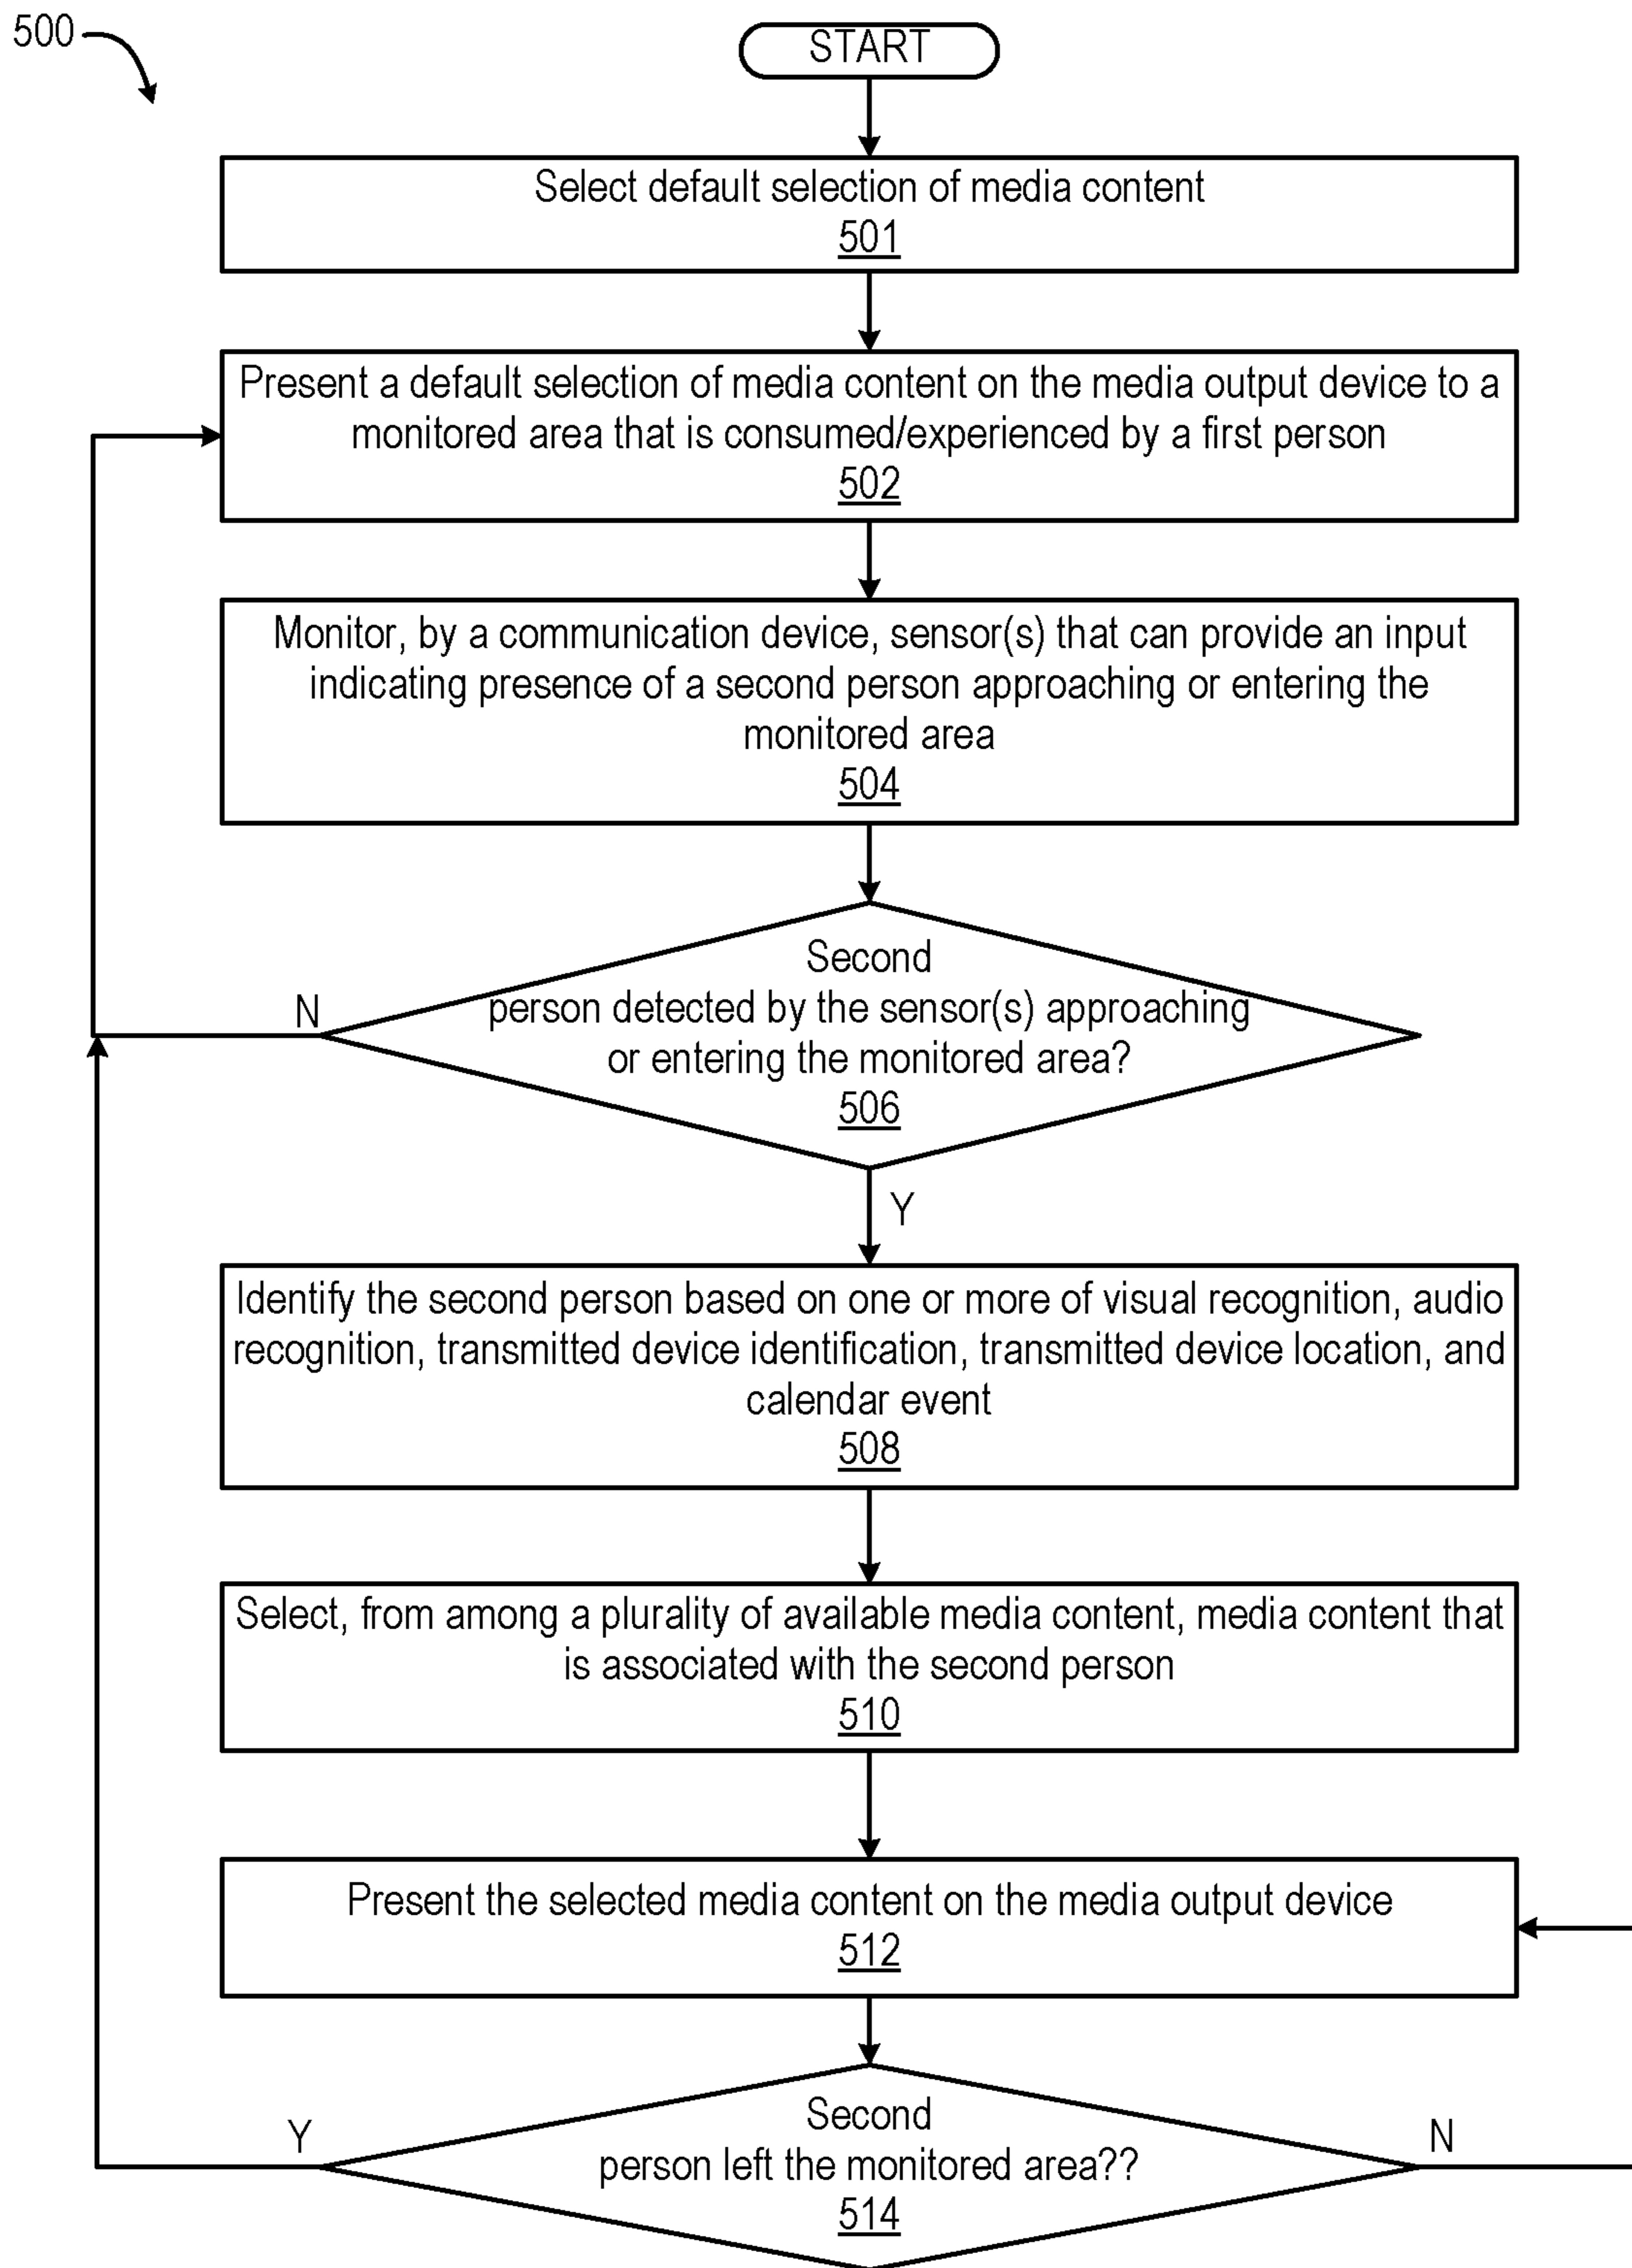 500
START
Select default selection of media content
501
Present a default selection of media content on the media output device to a
monitored area that is consumed/experienced by a first person
502
Monitor, by a communication device, sensor(s) that can provide an input
indicating presence of a second person approaching or entering the
monitored area
504
Second
person detected by the sensor(s) approaching
or entering the monitored area?
506
N
Y
Identify the second person based on one or more of visual recognition, audio
recognition, transmitted device identification, transmitted device location, and
calendar event
508
Select, from among a plurality of available media content, media content that
is associated with the second person
510
Present the selected media content on the media output device
512
Second
person left the monitored area??
514
Y
N